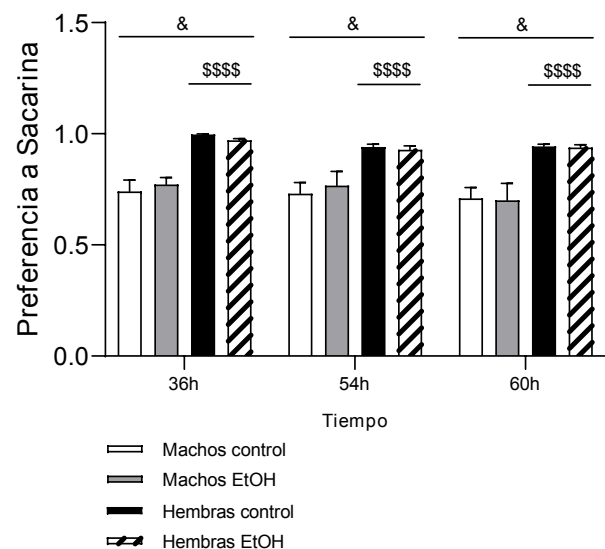 Preferencia a Sacarina
1.5
1.0
0.5
0.0
& & &
$$$$ $$$$ $$$$
36h 54h 60h
Tiempo
Machos control
Machos EtOH
Hembras control
Hembras EtOH